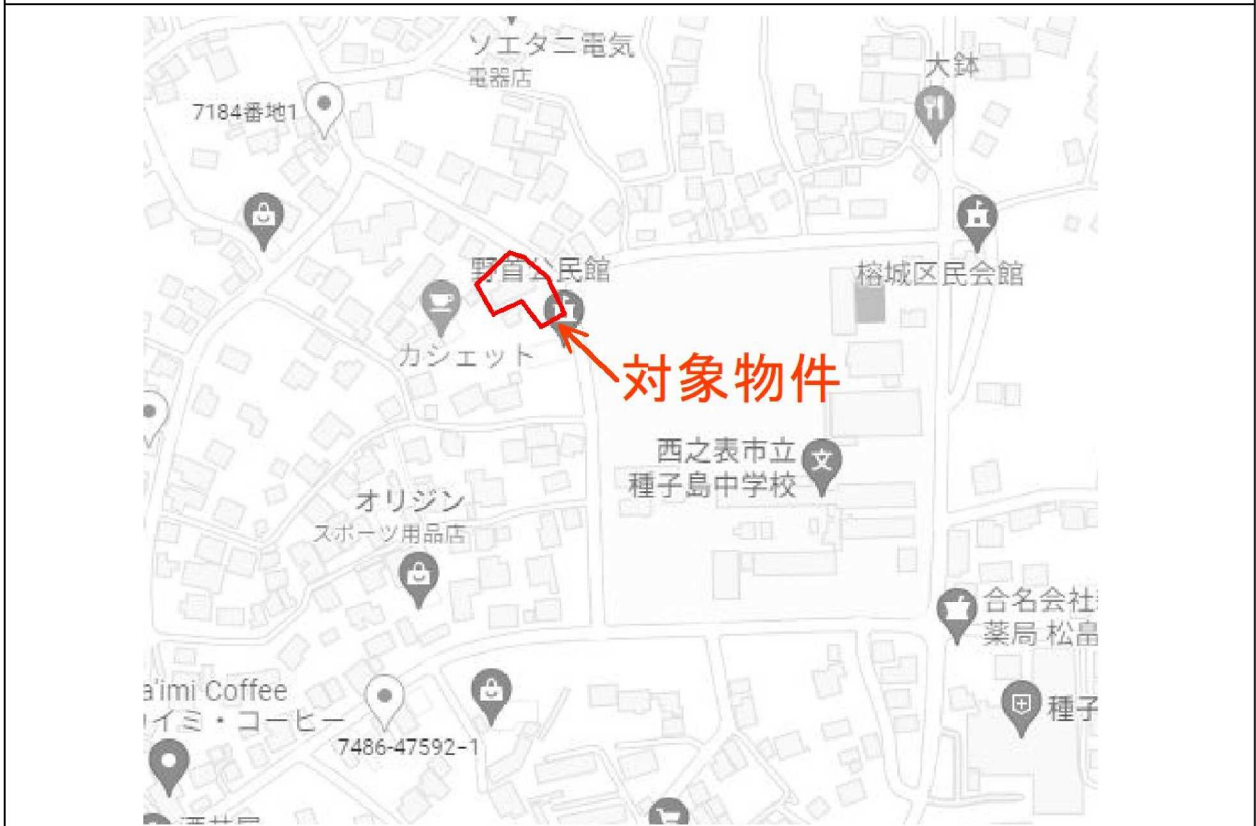 ソエタニ電気
電器店
大鉢
7184番地1
野首公民館
榕城区民会館
カシェット
対象物件
西之表市立
種子島中学校
オリジン
スポーツ用品店
合名会社
薬局 松畠
a'imi Coffee
イミ・コーヒー
種子
7486-47592-1